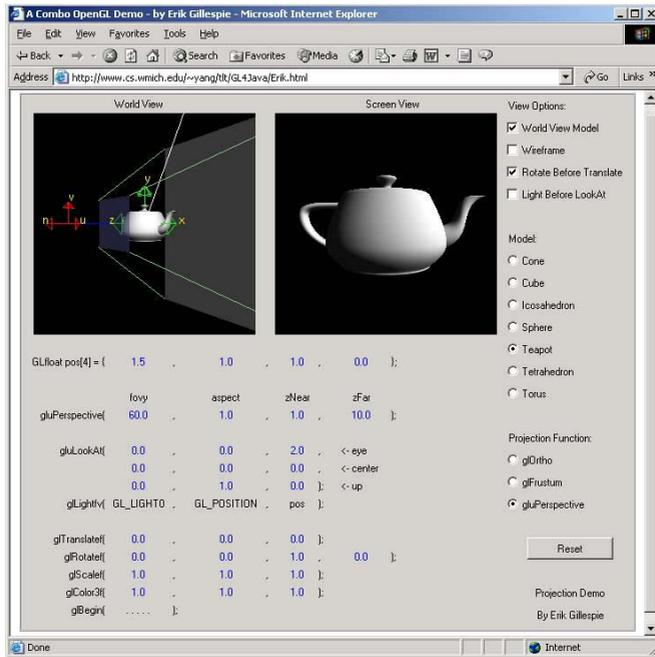 A Combo OpenGL Demo - by Erik Gillespie - Microsoft Internet Explorer
File Edit View Favorites Tools Help
Back Search Favorites Media
Address http://www.cs.wmich.edu/~yang/tlt/GL4Java/Erik.html Go Links »
World View
Screen View
y
v
n u z x
View Options:
World View Model
Wireframe
Rotate Before Translate
Light Before LookAt
Model:
Cone
Cube
Icosahedron
Sphere
Teapot
Tetrahedron
Torus
Projection Function:
glOrtho
glFrustum
gluPerspective
Reset
Projection Demo
By Erik Gillespie
GLfloat pos[4] = { 1.5 , 1.0 , 1.0 , 0.0 };
fovy aspect zNear zFar
gluPerspective( 60.0 , 1.0 , 1.0 , 10.0 );
gluLookAt( 0.0 , 0.0 , 2.0 , <- eye
0.0 , 0.0 , 0.0 , <- center
0.0 , 1.0 , 0.0 ); <- up
glLightfv( GL_LIGHT0 , GL_POSITION , pos );
glTranslatef( 0.0 , 0.0 , 0.0 );
glRotatef( 0.0 , 0.0 , 1.0 , 0.0 );
glScalef( 1.0 , 1.0 , 1.0 );
glColor3f( 1.0 , 1.0 , 1.0 );
glBegin( ..... );
Done Internet